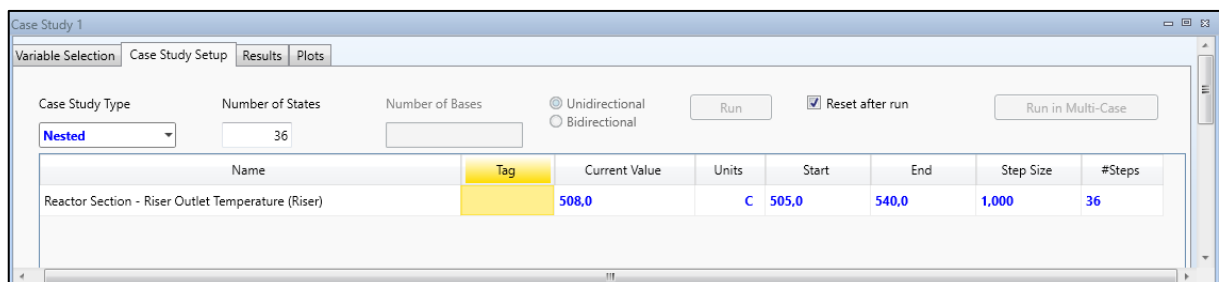 Case Study 1
Variable Selection Case Study Setup Results Plots
Case Study Type Number of States Number of Bases Unidirectional Run Reset after run Run in Multi-Case
Bidirectional
Nested 36
Name Tag Current Value Units Start End Step Size #Steps
Reactor Section - Riser Outlet Temperature (Riser) 508,0 C 505,0 540,0 1,000 36